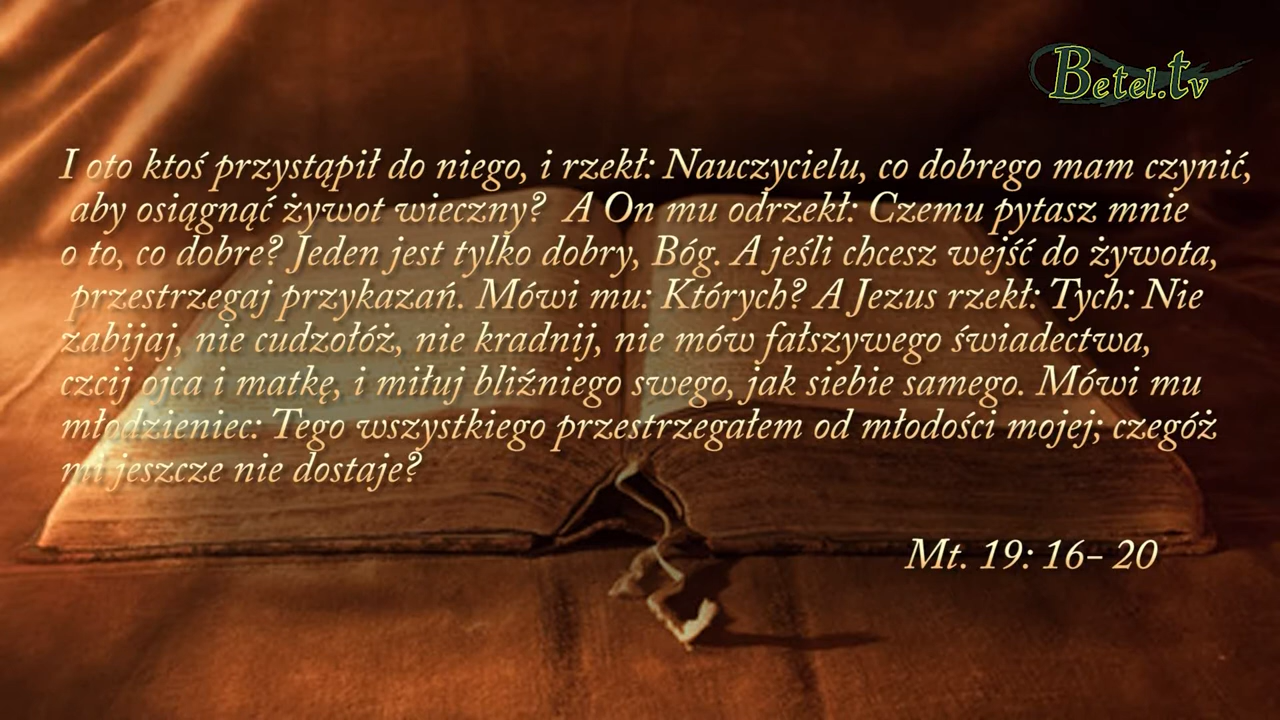 Betel.tv
I oto ktoś przystąpił do niego, i rzekł: Nauczycielu, co dobrego mam czynić,
aby osiągnąć żywot wieczny? A On mu odrzekł: Czemu pytasz mnie
o to, co dobre? Jeden jest tylko dobry, Bóg. A jeśli chcesz wejść do żywota,
przestrzegaj przykazań. Mówi mu: Których? A Jezus rzekł: Tych: Nie
zabijaj, nie cudzołóż, nie kradnij, nie mów fałszywego świadectwa,
czcij ojca i matkę, i miłuj bliźniego swego, jak siebie samego. Mówi mu
młodzieniec: Tego wszystkiego przestrzegałem od młodości mojej; czegóż
mi jeszcze nie dostaje?
Mt. 19: 16- 20